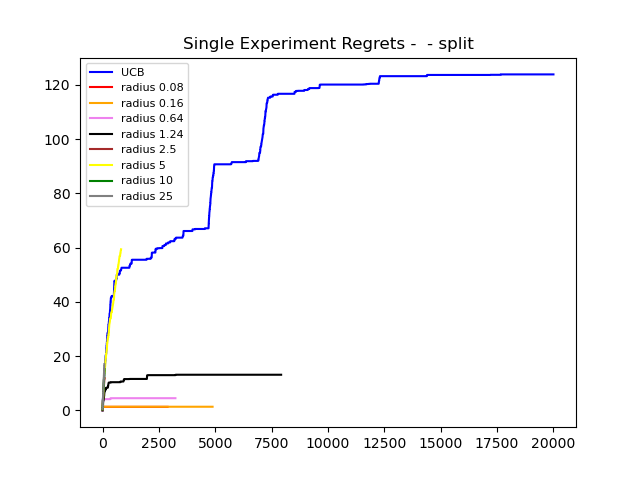 Single Experiment Regrets -  - split
UCB
radius 0.08
radius 0.16
radius 0.64
radius 1.24
radius 2.5
radius 5
radius 10
radius 25
120
100
80
60
40
20
0
0 2500 5000 7500 10000 12500 15000 17500 20000